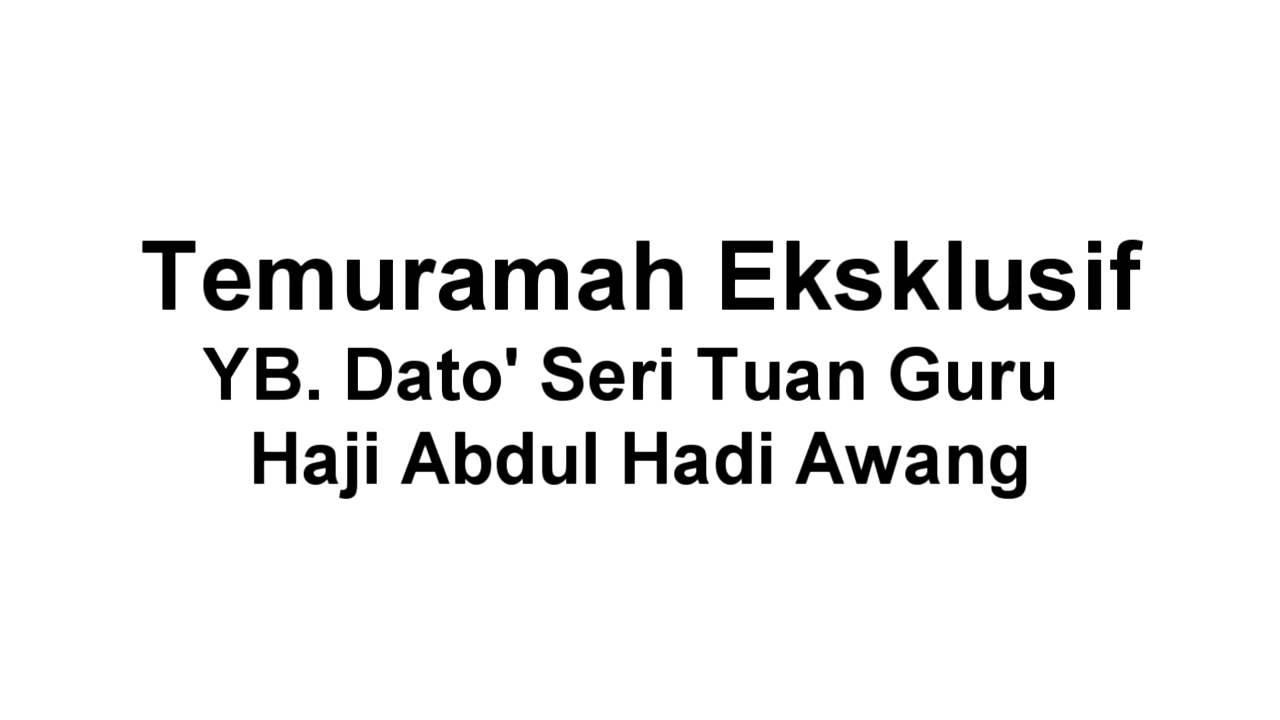 Temuramah Eksklusif
YB. Dato' Seri Tuan Guru
Haji Abdul Hadi Awang